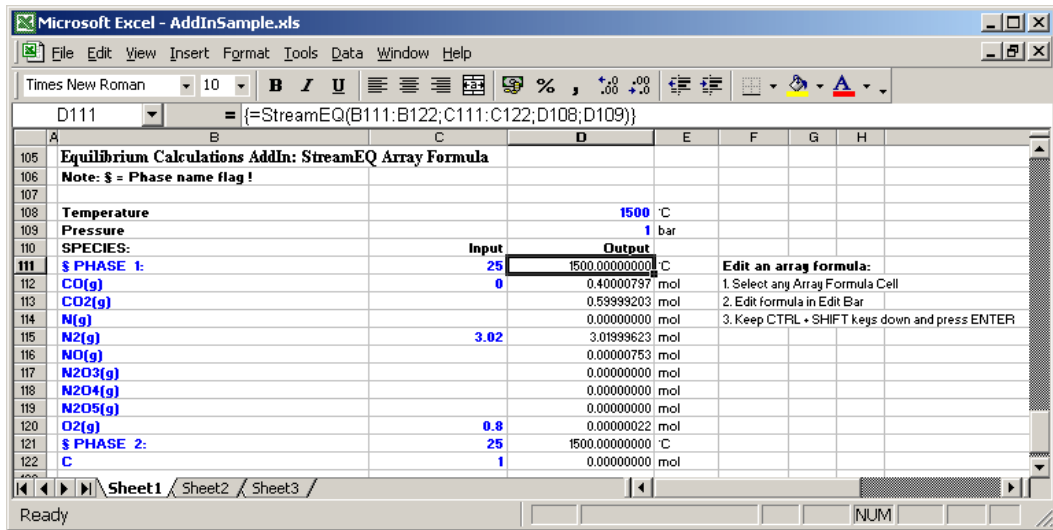 Microsoft Excel - AddInSample.xls
File Edit View Insert Format Tools Data Window Help
Times New Roman 10 B I U % ,
D111 = {=StreamEQ(B111:B122;C111:C122;D108;D109)}
A B C D E F G H
105 Equilibrium Calculations AddIn: StreamEQ Array Formula
106 Note: § = Phase name flag !
107
108 Temperature 1500 °C
109 Pressure 1 bar
110 SPECIES: Input Output
111 § PHASE 1: 25 1500.00000000 °C Edit an array formula:
112 CO(g) 0 0.40000797 mol 1. Select any Array Formula Cell
113 CO2(g) 0.59999203 mol 2. Edit formula in Edit Bar
114 N(g) 0.00000000 mol 3. Keep CTRL + SHIFT keys down and press ENTER
115 N2(g) 3.02 3.01999623 mol
116 NO(g) 0.00000753 mol
117 N2O3(g) 0.00000000 mol
118 N2O4(g) 0.00000000 mol
119 N2O5(g) 0.00000000 mol
120 O2(g) 0.8 0.00000022 mol
121 § PHASE 2: 25 1500.00000000 °C
122 C 1 0.00000000 mol
Sheet1 Sheet2 Sheet3
Ready NUM